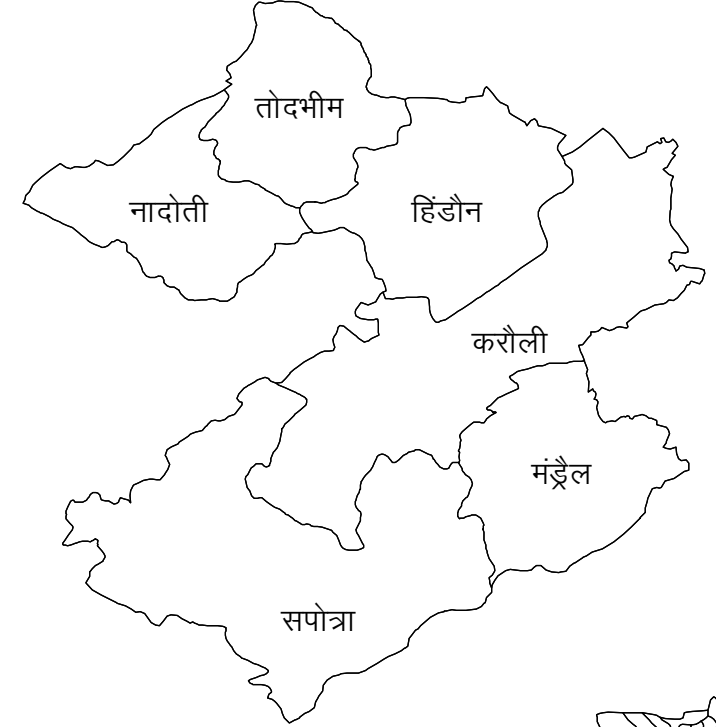 तोदभीम
नादोती
हिंडौन
करौली
मंड्रैल
सपोत्रा